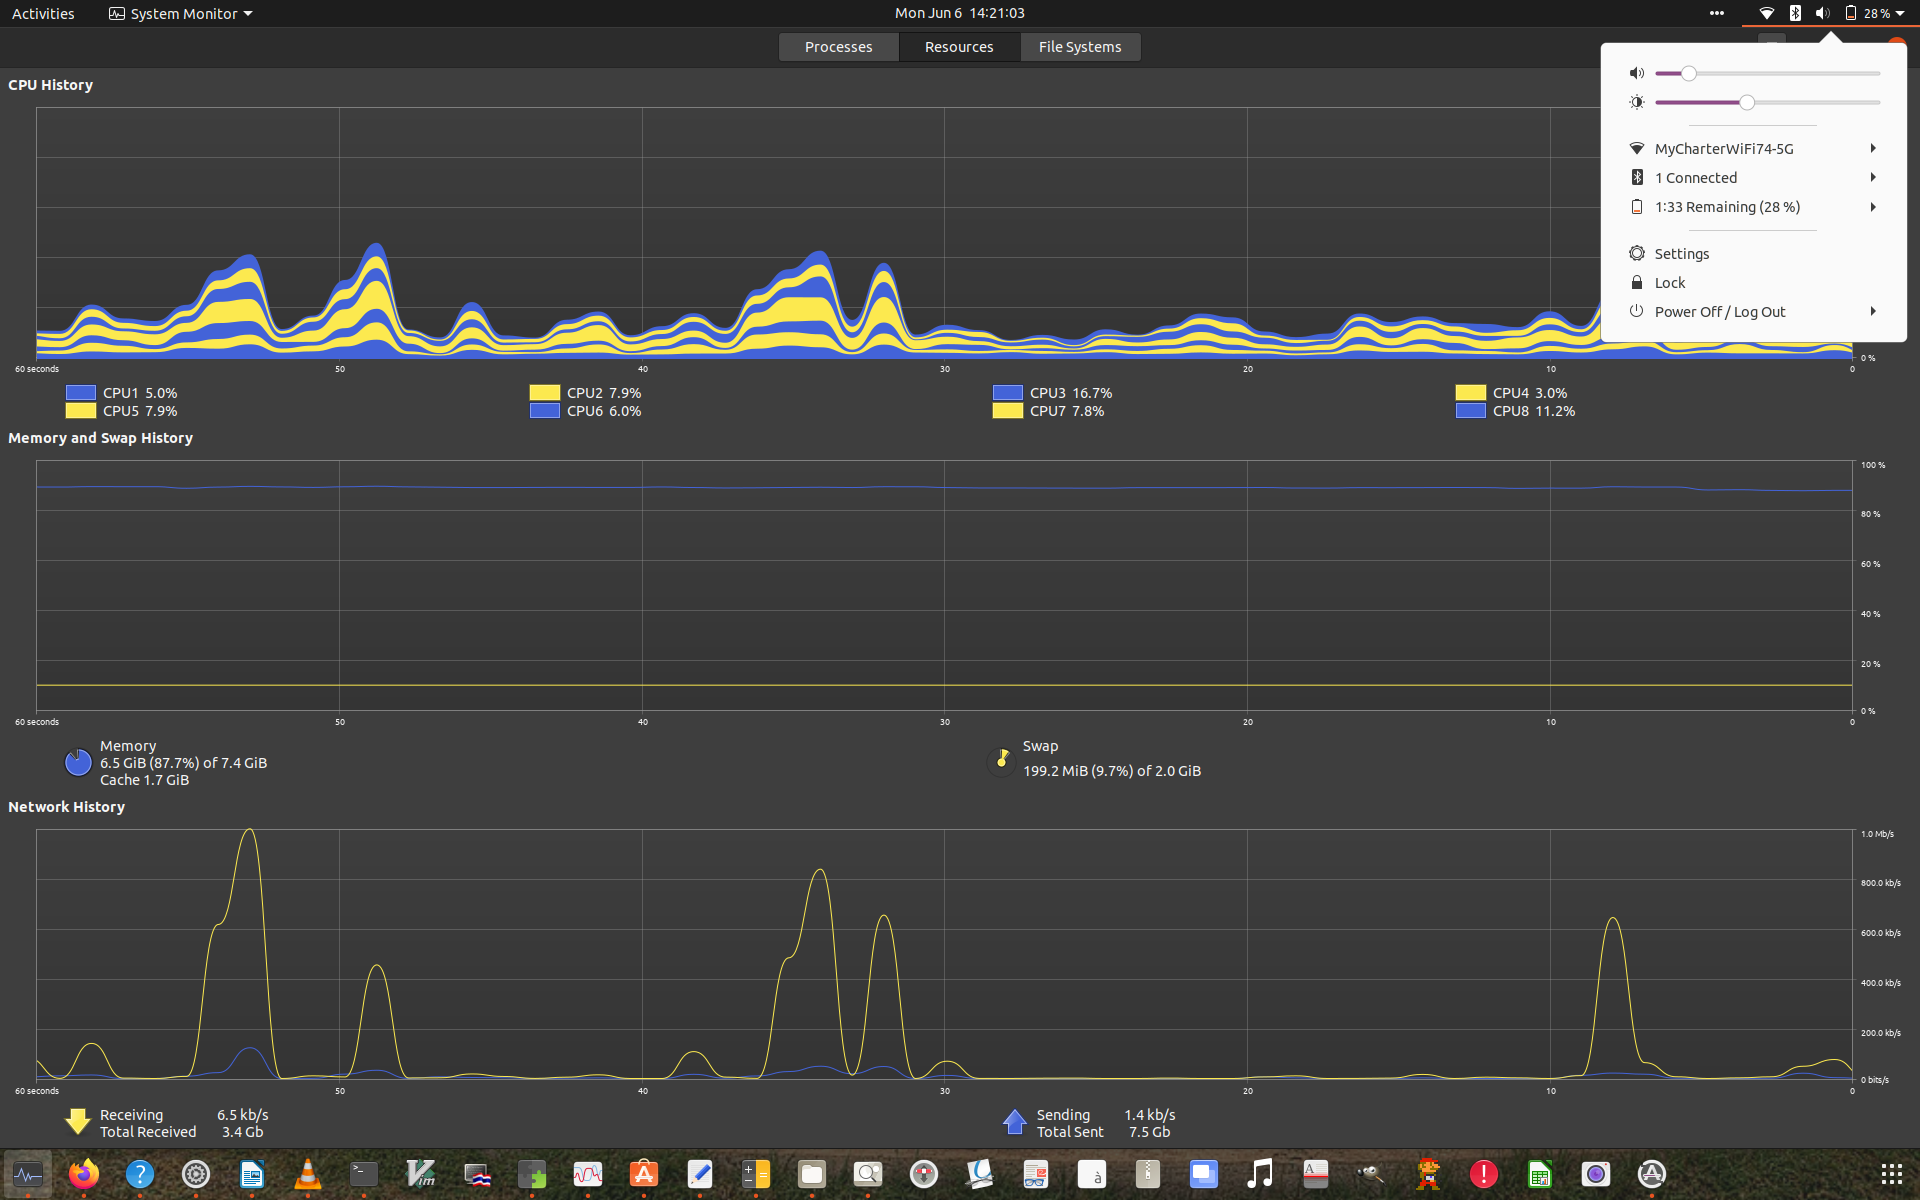 Activities
System Monitor
Mon Jun 6 14:21:03
28 %
Processes
Resources
File Systems
MyCharterWiFi74-5G
1 Connected
1:33 Remaining (28 %)
Settings
Lock
Power Off / Log Out
CPU History
0 %
60 seconds
50
40
30
20
10
0
CPU1 5.0%
CPU2 7.9%
CPU3 16.7%
CPU4 3.0%
CPU5 7.9%
CPU6 6.0%
CPU7 7.8%
CPU8 11.2%
Memory and Swap History
100 %
80 %
60 %
40 %
20 %
0 %
60 seconds
50
40
30
20
10
0
Memory
6.5 GiB (87.7%) of 7.4 GiB
Cache 1.7 GiB
Swap
199.2 MiB (9.7%) of 2.0 GiB
Network History
1.0 Mb/s
800.0 kb/s
600.0 kb/s
400.0 kb/s
200.0 kb/s
0 bits/s
60 seconds
50
40
30
20
10
0
Receiving 6.5 kb/s
Total Received 3.4 Gb
Sending 1.4 kb/s
Total Sent 7.5 Gb